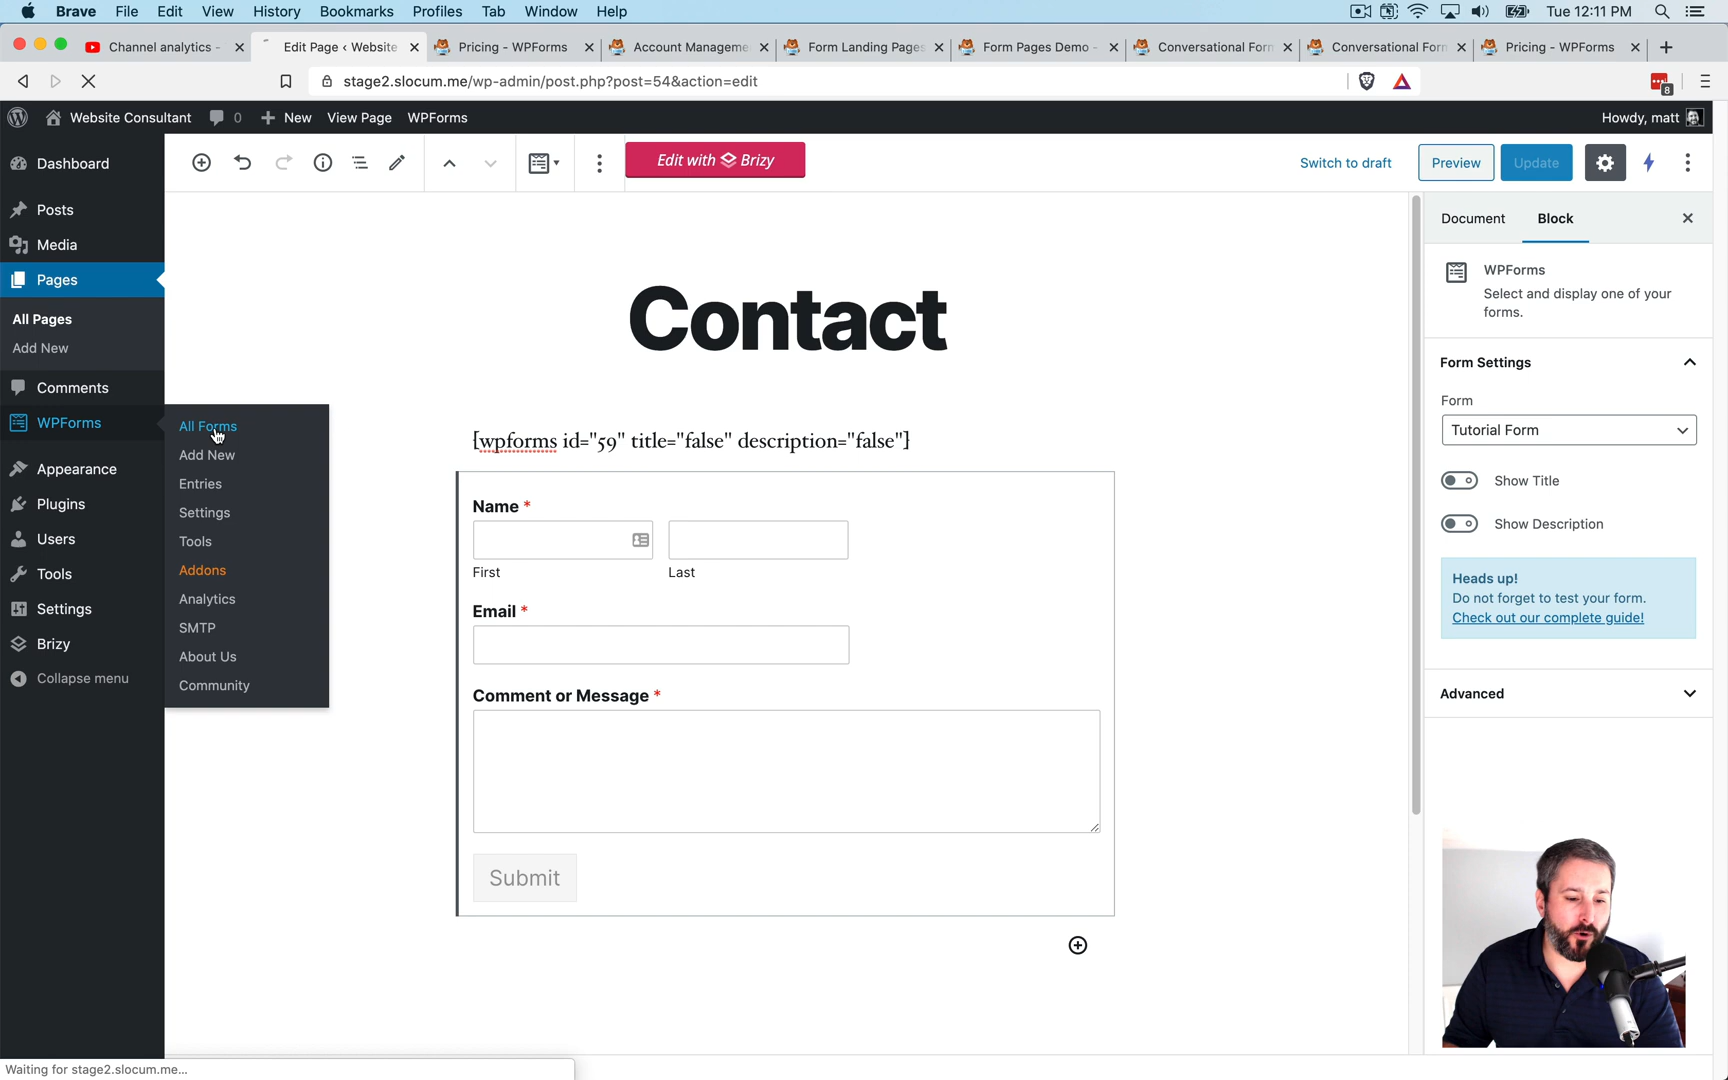 Brave File Edit View History Bookmarks Profiles Tab Window Help
Tue 12:11 PM
Channel analytics -
Edit Page ‹ Website
Pricing - WPForms
Account Manageme
Form Landing Pages
Form Pages Demo -
Conversational For
Conversational For
Pricing - WPForms
stage2.slocum.me/wp-admin/post.php?post=54&action=edit
8
Website Consultant 0 New View Page WPForms
Howdy, matt
Dashboard
Posts
Media
Pages
All Pages
Add New
Comments
WPForms
Appearance
Plugins
Users
Tools
Settings
Brizy
Collapse menu
All Forms
Add New
Entries
Settings
Tools
Addons
Analytics
SMTP
About Us
Community
Edit with Brizy
Switch to draft
Preview
Update
Contact
[wpforms id="59" title="false" description="false"]
Name *
First
Last
Email *
Comment or Message *
Submit
Document
Block
WPForms
Select and display one of your
forms.
Form Settings
Form
Tutorial Form
Show Title
Show Description
Heads up!
Do not forget to test your form.
Check out our complete guide!
Advanced
Waiting for stage2.slocum.me...